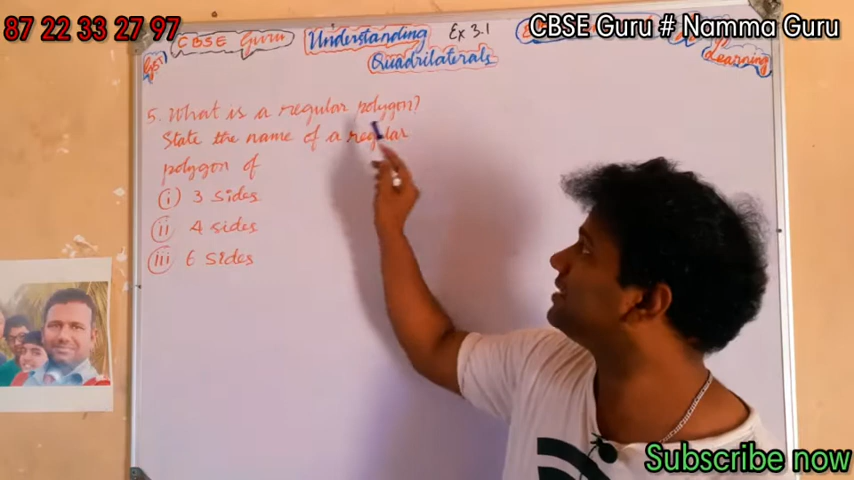 87 22 33 27 97
CBSE Guru # Namma Guru
CBSE Guru
Understanding
Quadrilaterals
Ex 3.1
Learning
5. What is a regular polygon?
State the name of a regular
polygon of
(i) 3 sides
(ii) 4 sides
(iii) 6 sides
Subscribe now